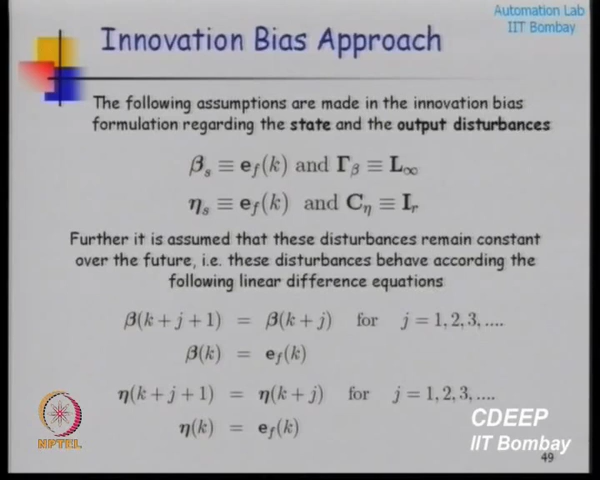 Automation Lab
IIT Bombay
Innovation Bias Approach
The following assumptions are made in the innovation bias
formulation regarding the state and the output disturbances
βₛ ≡ e_f(k) and Γ_β ≡ L_∞
ηₛ ≡ e_f(k) and C_η ≡ I_r
Further it is assumed that these disturbances remain constant
over the future, i.e. these disturbances behave according the
following linear difference equations
β(k + j + 1) = β(k + j) for j = 1, 2, 3, ....
β(k) = e_f(k)
η(k + j + 1) = η(k + j) for j = 1, 2, 3, ....
η(k) = e_f(k)
NPTEL
CDEEP
IIT Bombay
49